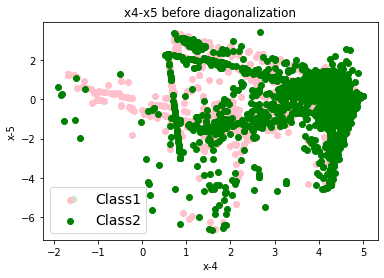 x4-x5 before diagonalization
x-5
2
0
−2
−4
−6
Class1
Class2
−2 −1 0 1 2 3 4 5
x-4